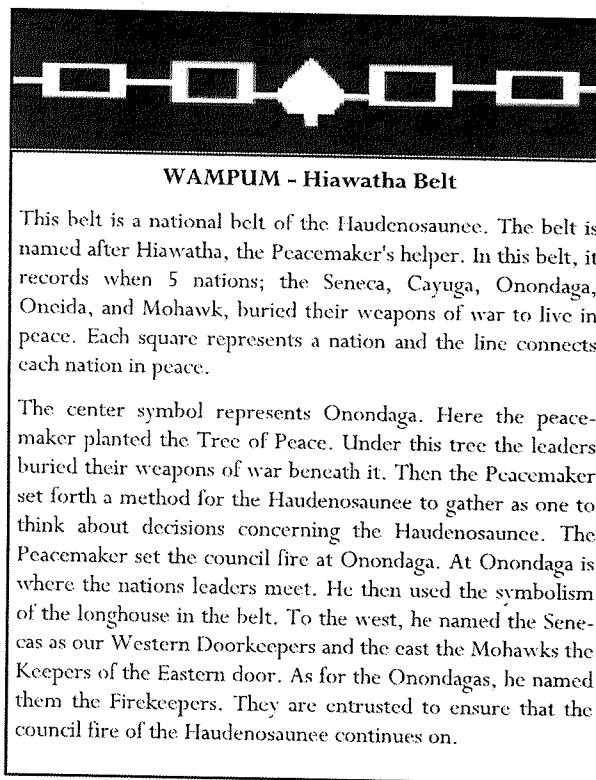 WAMPUM - Hiawatha Belt
This belt is a national belt of the Haudenosaunee. The belt is
named after Hiawatha, the Peacemaker's helper. In this belt, it
records when 5 nations; the Seneca, Cayuga, Onondaga,
Oneida, and Mohawk, buried their weapons of war to live in
peace. Each square represents a nation and the line connects
each nation in peace.
The center symbol represents Onondaga. Here the peace-
maker planted the Tree of Peace. Under this tree the leaders
buried their weapons of war beneath it. Then the Peacemaker
set forth a method for the Haudenosaunee to gather as one to
think about decisions concerning the Haudenosaunee. The
Peacemaker set the council fire at Onondaga. At Onondaga is
where the nations leaders meet. He then used the symbolism
of the longhouse in the belt. To the west, he named the Sene-
cas as our Western Doorkeepers and the east the Mohawks the
Keepers of the Eastern door. As for the Onondagas, he named
them the Firekeepers. They are entrusted to ensure that the
council fire of the Haudenosaunee continues on.